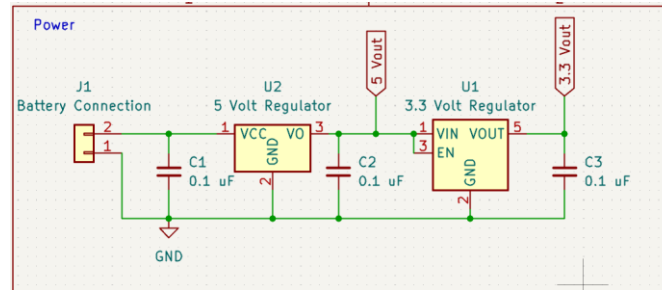 Power
5 Vout
3.3 Vout
J1
Battery Connection
2
1
U2
5 Volt Regulator
1
VCC
VO
3
GND
2
U1
3.3 Volt Regulator
1
VIN
VOUT
5
3
EN
GND
2
C1
0.1 uF
C2
0.1 uF
C3
0.1 uF
GND